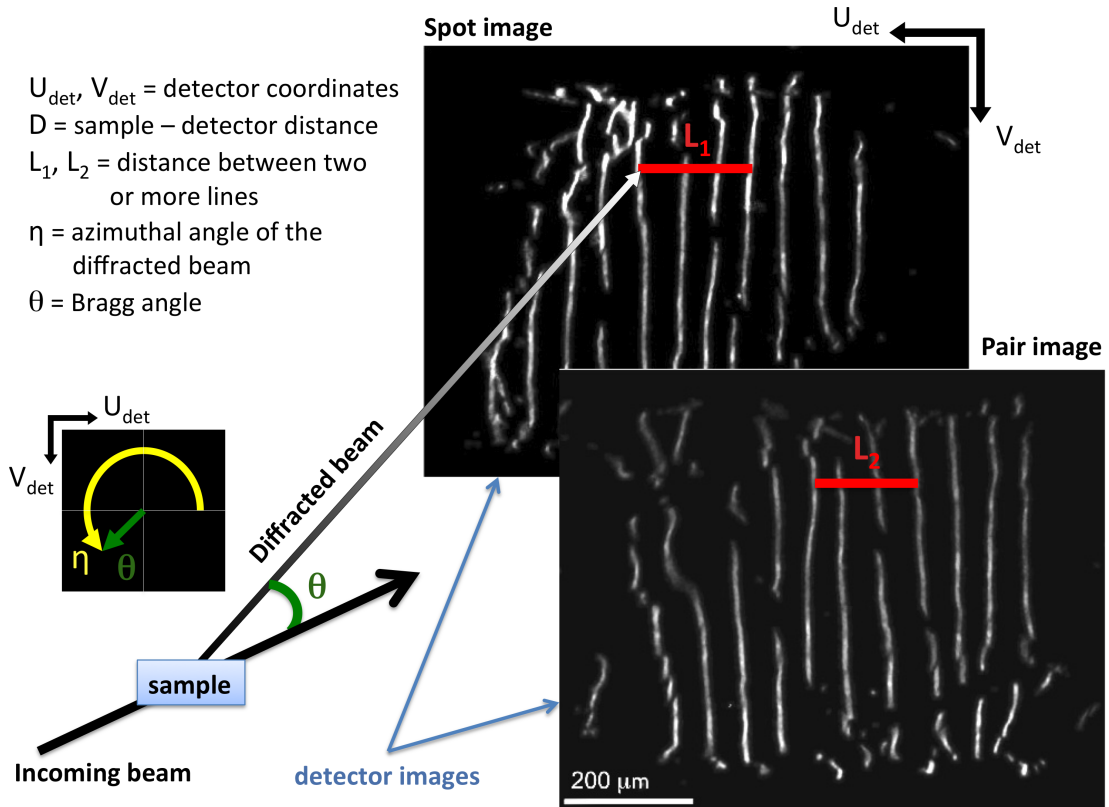 Spot image
U_det
V_det
U_det, V_det = detector coordinates
D = sample – detector distance
L_1, L_2 = distance between two
or more lines
η = azimuthal angle of the
diffracted beam
θ = Bragg angle
L_1
Pair image
U_det
V_det
η
θ
Diffracted beam
L_2
θ
sample
Incoming beam
detector images
200 μm